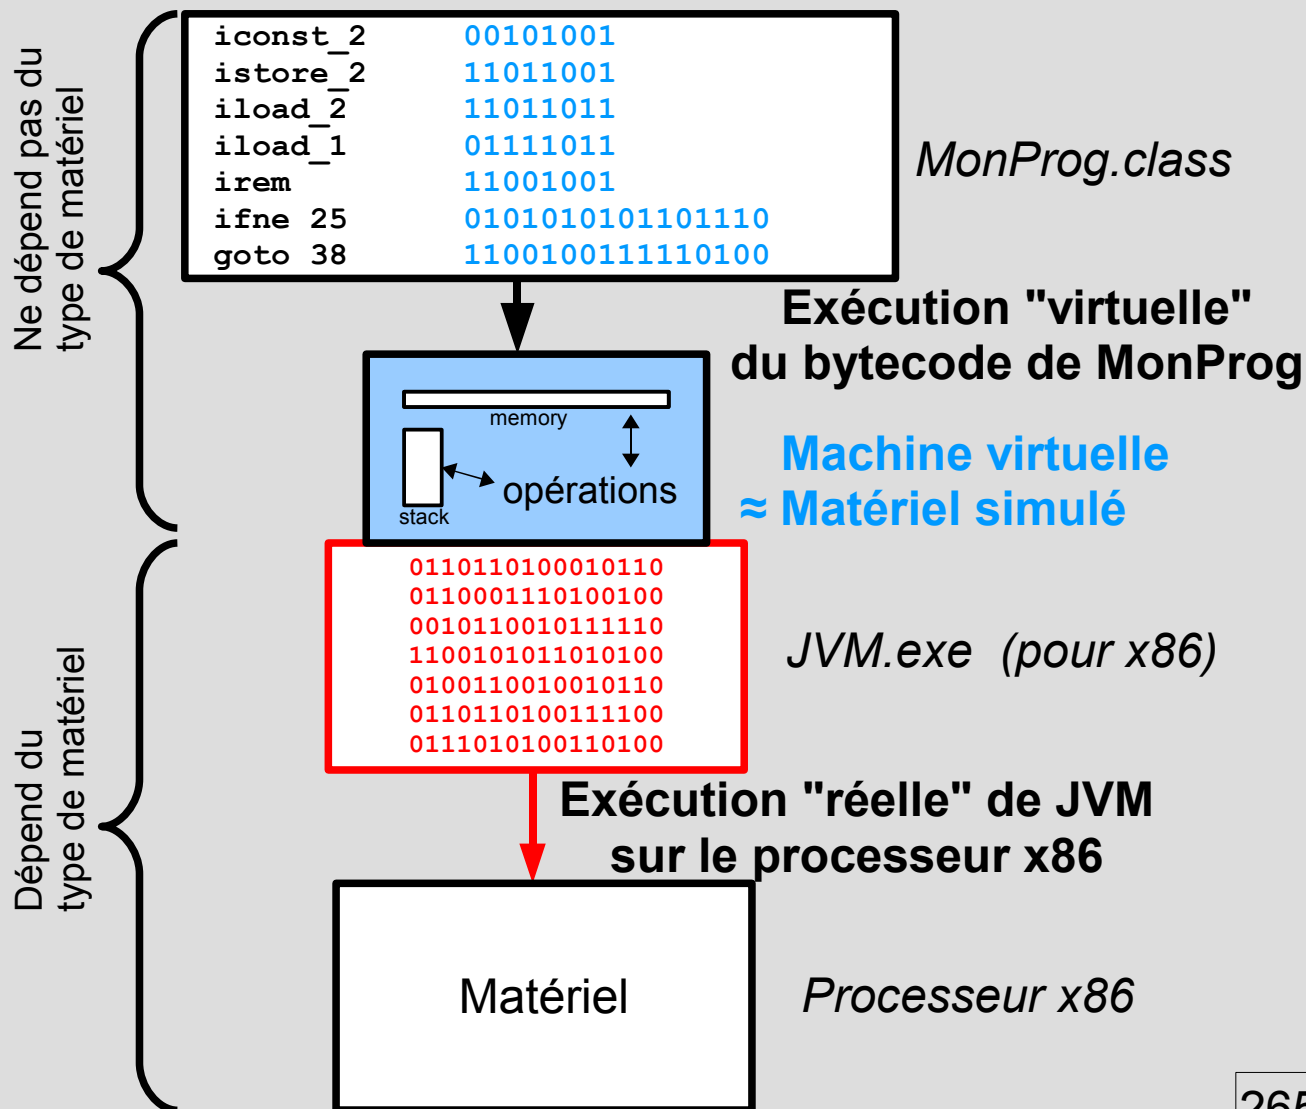 Ne dépend pas du
type de matériel
iconst_2 00101001
istore_2 11011001
iload_2 11011011
iload_1 01111011
irem 11001001
ifne 25 0101010101101110
goto 38 1100100111110100
MonProg.class
Exécution "virtuelle"
du bytecode de MonProg
memory
stack
opérations
Machine virtuelle
≈ Matériel simulé
Dépend du
type de matériel
0110110100010110
0110001110100100
0010110010111110
1100101011010100
0100110010010110
0110110100111100
0111010100110100
JVM.exe (pour x86)
Exécution "réelle" de JVM
sur le processeur x86
Matériel
Processeur x86
265